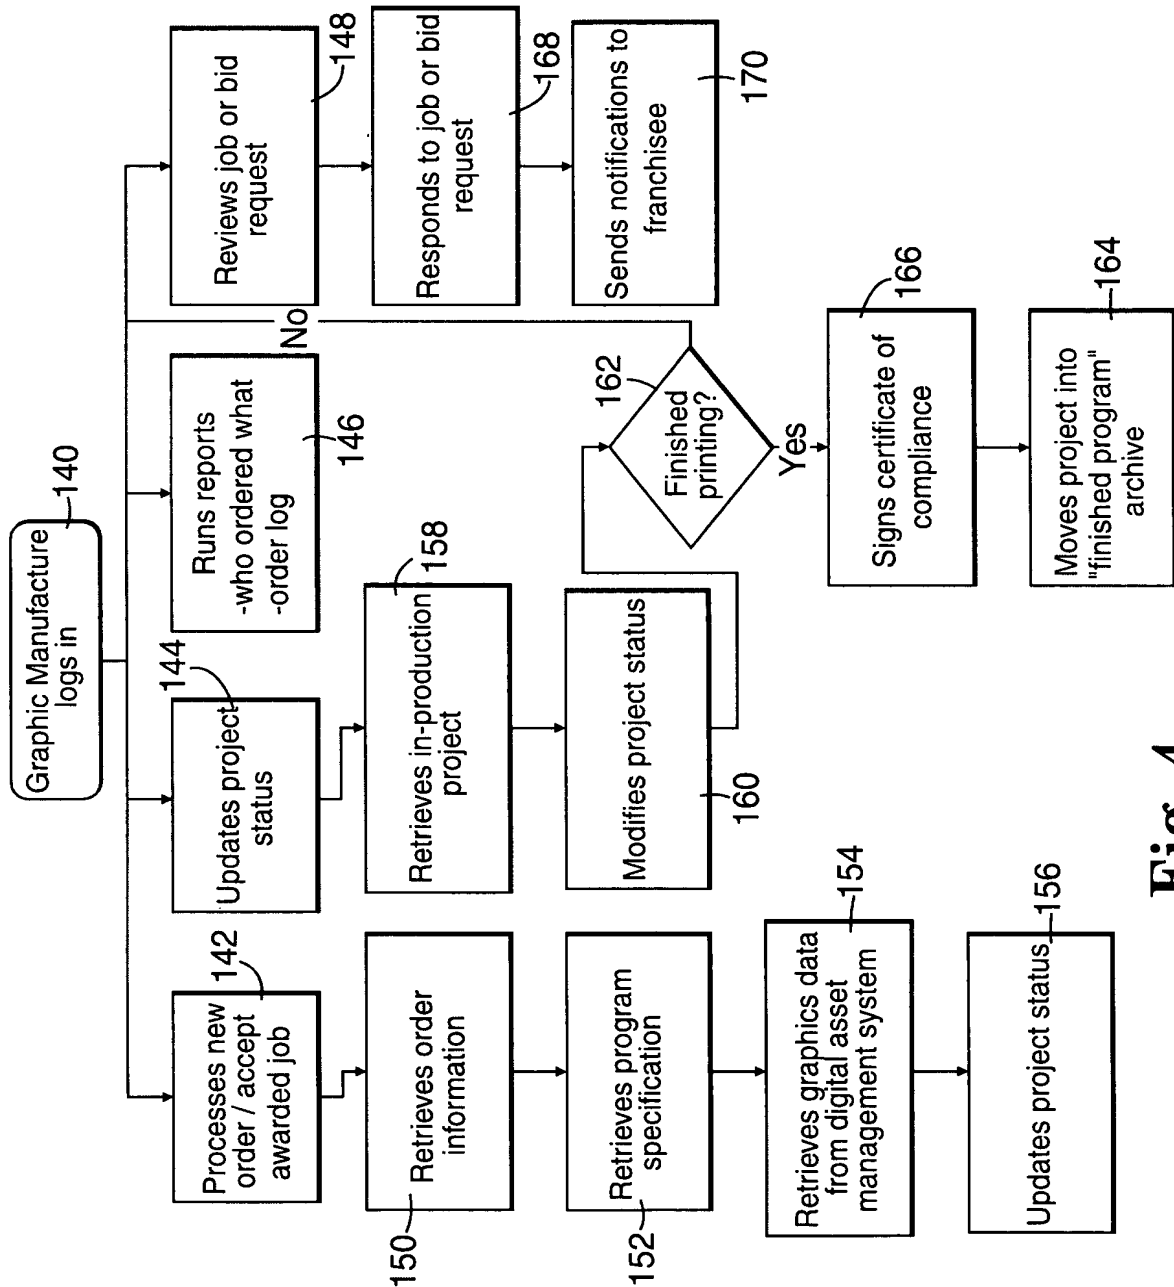 Graphic Manufacture
logs in
140
Processes new
order / accept
awarded job
142
Updates project
status
144
Runs reports
-who ordered what
-order log
146
Reviews job or bid
request
148
Retrieves order
information
150
Retrieves in-production
project
158
No
Responds to job or bid
request
168
Retrieves program
specification
152
Modifies project status
160
Finished
printing?
162
Sends notifications to
franchisee
170
Yes
Retrieves graphics data
from digital asset
management system
154
Signs certificate of
compliance
166
Updates project status
156
Moves project into
"finished program"
archive
164
Fig. 4